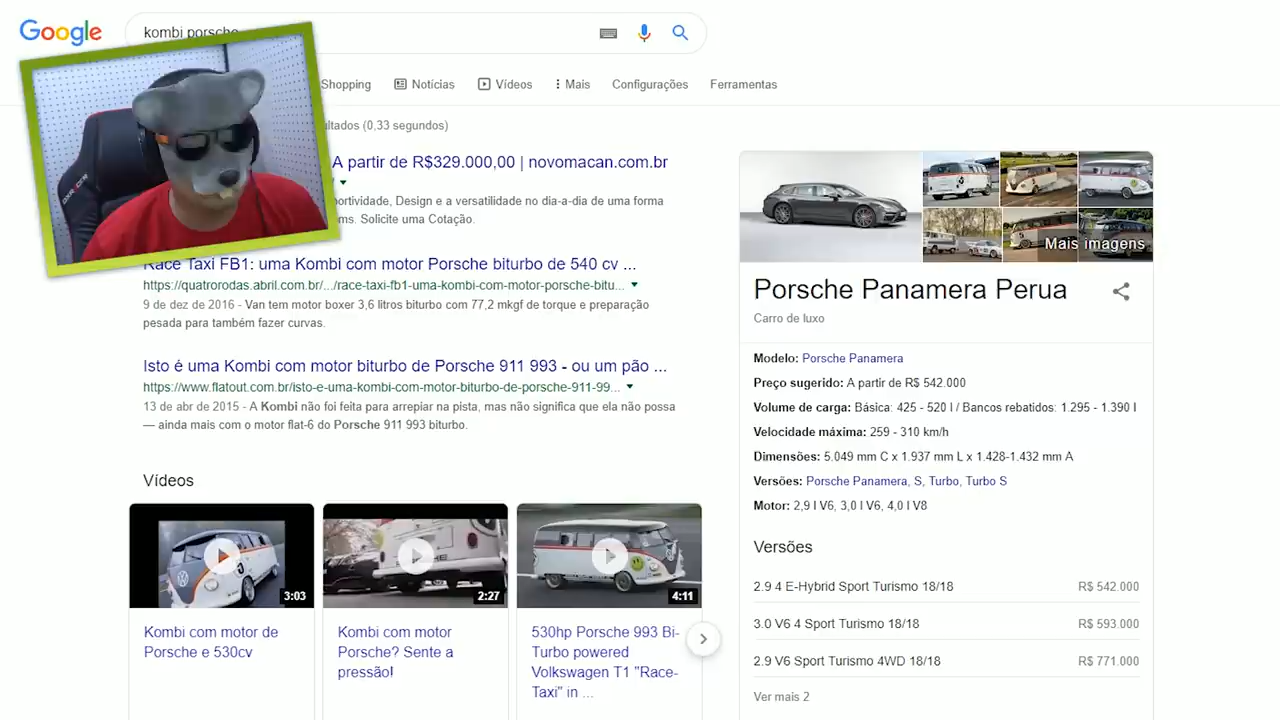 Google
kombi porsche
Shopping
Notícias
Vídeos
Mais
Configurações
Ferramentas
ultados (0,33 segundos)
A partir de R$329.000,00 | novomacan.com.br
ortividade, Design e a versatilidade no dia-a-dia de uma forma
ms. Solicite uma Cotação.
Race Taxi FB1: uma Kombi com motor Porsche biturbo de 540 cv ...
https://quatrorodas.abril.com.br/.../race-taxi-fb1-uma-kombi-com-motor-porsche-bitu...
9 de dez de 2016 - Van tem motor boxer 3,6 litros biturbo com 77,2 mkgf de torque e preparação
pesada para também fazer curvas.
Isto é uma Kombi com motor biturbo de Porsche 911 993 - ou um pão ...
https://www.flatout.com.br/isto-e-uma-kombi-com-motor-biturbo-de-porsche-911-99...
13 de abr de 2015 - A Kombi não foi feita para arrepiar na pista, mas não significa que ela não possa
— ainda mais com o motor flat-6 do Porsche 911 993 biturbo.
Vídeos
3:03
2:27
4:11
Kombi com motor de
Porsche e 530cv
Kombi com motor
Porsche? Sente a
pressão!
530hp Porsche 993 Bi-
Turbo powered
Volkswagen T1 "Race-
Taxi" in ...
Mais imagens
Porsche Panamera Perua
Carro de luxo
Modelo: Porsche Panamera
Preço sugerido: A partir de R$ 542.000
Volume de carga: Básica: 425 - 520 l / Bancos rebatidos: 1.295 - 1.390 l
Velocidade máxima: 259 - 310 km/h
Dimensões: 5.049 mm C x 1.937 mm L x 1.428-1.432 mm A
Versões: Porsche Panamera, S, Turbo, Turbo S
Motor: 2,9 l V6, 3,0 l V6, 4,0 l V8
Versões
2.9 4 E-Hybrid Sport Turismo 18/18 R$ 542.000
3.0 V6 4 Sport Turismo 18/18 R$ 593.000
2.9 V6 Sport Turismo 4WD 18/18 R$ 771.000
Ver mais 2